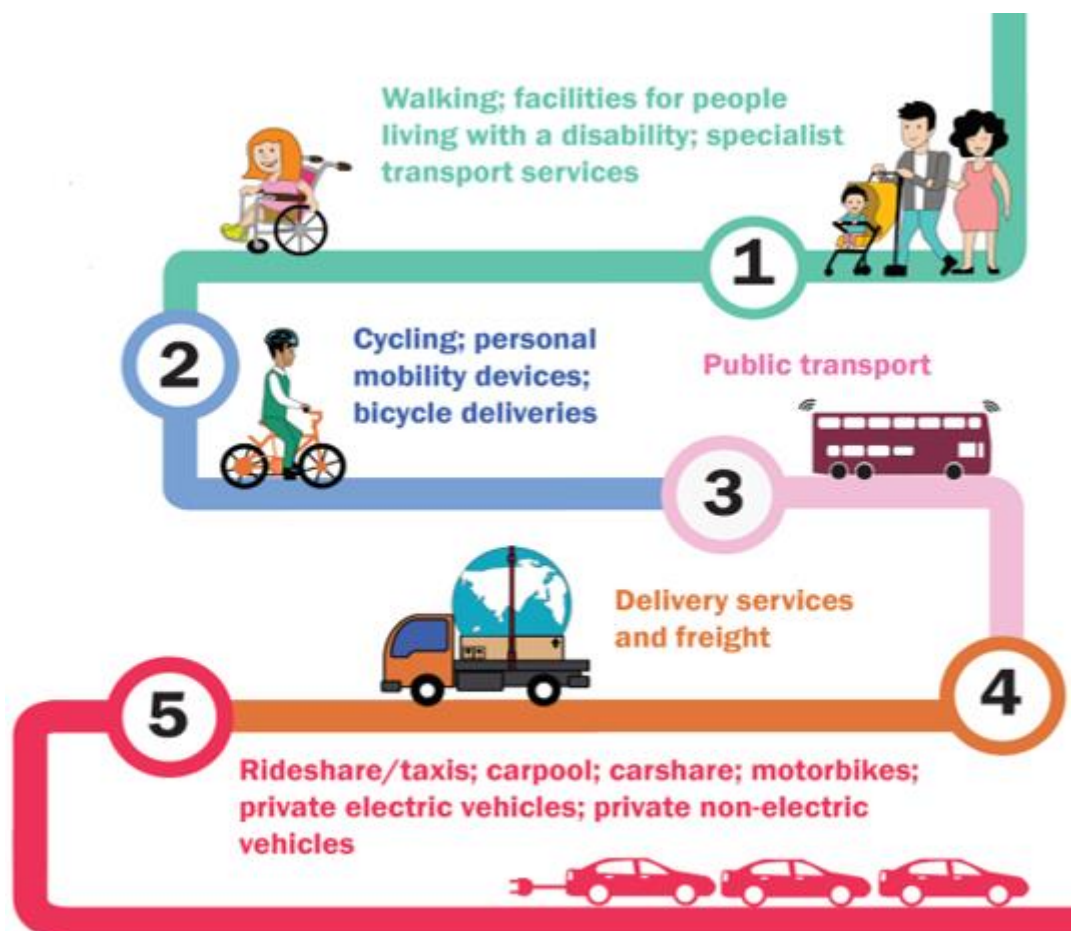 Walking; facilities for people
living with a disability; specialist
transport services
1
2
Cycling; personal
mobility devices;
bicycle deliveries
Public transport
3
Delivery services
and freight
4
5
Rideshare/taxis; carpool; carshare; motorbikes;
private electric vehicles; private non-electric
vehicles